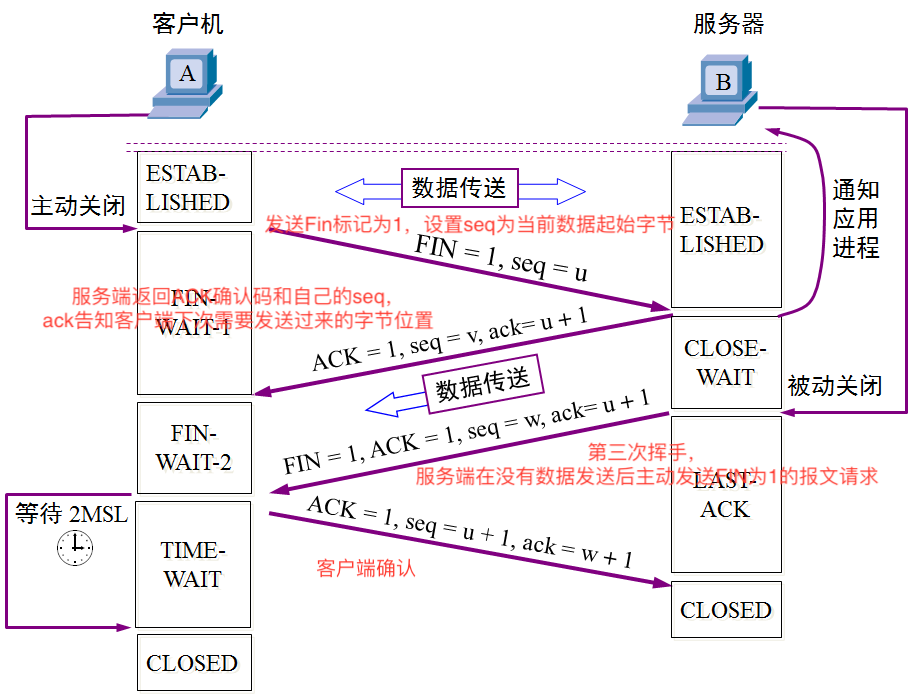 客户机
服务器
A
B
ESTAB-
LISHED
数据传送
ESTAB-
LISHED
主动关闭
通知
应用
进程
发送Fin标记为1，设置seq为当前数据起始字节
FIN = 1, seq = u
服务端返回ACK确认码和自己的seq,
ack告知客户端下次需要发送过来的字节位置
FIN-
WAIT-1
ACK = 1, seq = v, ack= u + 1
CLOSE-
WAIT
数据传送
被动关闭
FIN-
WAIT-2
FIN = 1, ACK = 1, seq = w, ack= u + 1
第三次挥手，
服务端在没有数据发送后主动发送FIN为1的报文请求
LAST-
ACK
等待 2MSL
ACK = 1, seq = u + 1, ack = w + 1
TIME-
WAIT
客户端确认
CLOSED
CLOSED